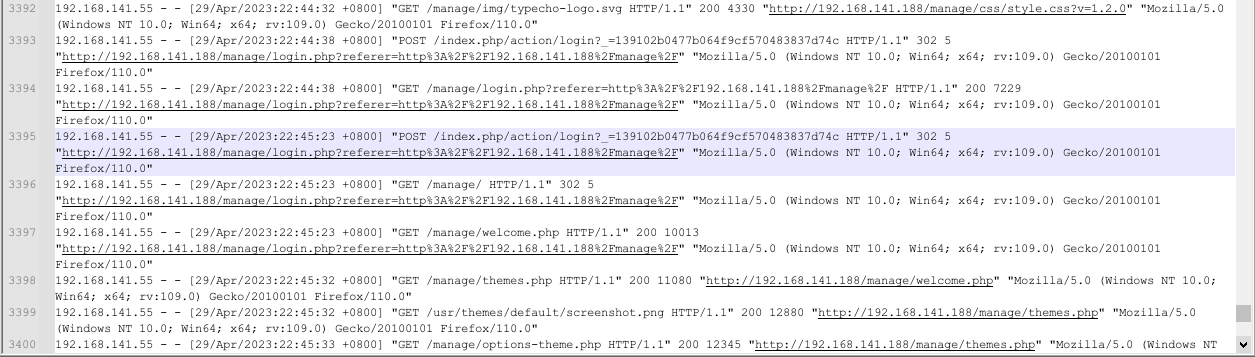 3392 192.168.141.55 - - [29/Apr/2023:22:44:32 +0800] "GET /manage/img/typecho-logo.svg HTTP/1.1" 200 4330 "http://192.168.141.188/manage/css/style.css?v=1.2.0" "Mozilla/5.0
(Windows NT 10.0; Win64; x64; rv:109.0) Gecko/20100101 Firefox/110.0"
3393 192.168.141.55 - - [29/Apr/2023:22:44:38 +0800] "POST /index.php/action/login?_=139102b0477b064f9cf570483837d74c HTTP/1.1" 302 5
"http://192.168.141.188/manage/login.php?referer=http%3A%2F%2F192.168.141.188%2Fmanage%2F" "Mozilla/5.0 (Windows NT 10.0; Win64; x64; rv:109.0) Gecko/20100101
Firefox/110.0"
3394 192.168.141.55 - - [29/Apr/2023:22:44:38 +0800] "GET /manage/login.php?referer=http%3A%2F%2F192.168.141.188%2Fmanage%2F HTTP/1.1" 200 7229
"http://192.168.141.188/manage/login.php?referer=http%3A%2F%2F192.168.141.188%2Fmanage%2F" "Mozilla/5.0 (Windows NT 10.0; Win64; x64; rv:109.0) Gecko/20100101
Firefox/110.0"
3395 192.168.141.55 - - [29/Apr/2023:22:45:23 +0800] "POST /index.php/action/login?_=139102b0477b064f9cf570483837d74c HTTP/1.1" 302 5
"http://192.168.141.188/manage/login.php?referer=http%3A%2F%2F192.168.141.188%2Fmanage%2F" "Mozilla/5.0 (Windows NT 10.0; Win64; x64; rv:109.0) Gecko/20100101
Firefox/110.0"
3396 192.168.141.55 - - [29/Apr/2023:22:45:23 +0800] "GET /manage/ HTTP/1.1" 302 5
"http://192.168.141.188/manage/login.php?referer=http%3A%2F%2F192.168.141.188%2Fmanage%2F" "Mozilla/5.0 (Windows NT 10.0; Win64; x64; rv:109.0) Gecko/20100101
Firefox/110.0"
3397 192.168.141.55 - - [29/Apr/2023:22:45:23 +0800] "GET /manage/welcome.php HTTP/1.1" 200 10013
"http://192.168.141.188/manage/login.php?referer=http%3A%2F%2F192.168.141.188%2Fmanage%2F" "Mozilla/5.0 (Windows NT 10.0; Win64; x64; rv:109.0) Gecko/20100101
Firefox/110.0"
3398 192.168.141.55 - - [29/Apr/2023:22:45:32 +0800] "GET /manage/themes.php HTTP/1.1" 200 11080 "http://192.168.141.188/manage/welcome.php" "Mozilla/5.0 (Windows NT 10.0;
Win64; x64; rv:109.0) Gecko/20100101 Firefox/110.0"
3399 192.168.141.55 - - [29/Apr/2023:22:45:32 +0800] "GET /usr/themes/default/screenshot.png HTTP/1.1" 200 12880 "http://192.168.141.188/manage/themes.php" "Mozilla/5.0
(Windows NT 10.0; Win64; x64; rv:109.0) Gecko/20100101 Firefox/110.0"
3400 192.168.141.55 - - [29/Apr/2023:22:45:33 +0800] "GET /manage/options-theme.php HTTP/1.1" 200 12345 "http://192.168.141.188/manage/themes.php" "Mozilla/5.0 (Windows NT